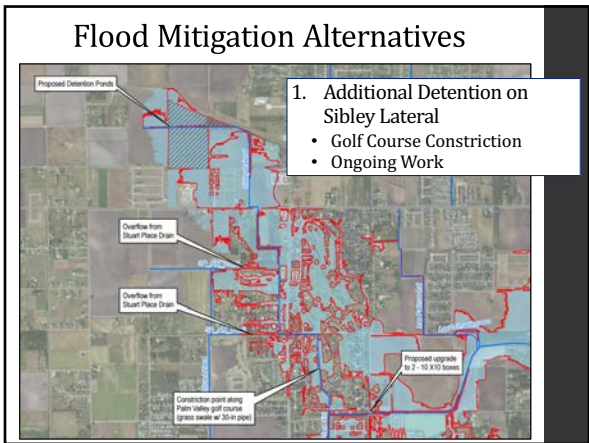 Flood Mitigation Alternatives
Proposed Detention Ponds
1. Additional Detention on
Sibley Lateral
• Golf Course Constriction
• Ongoing Work
Overflow from
Stuart Place Drain
Overflow from
Stuart Place Drain
Proposed upgrade
to 2 - 10 X10 boxes
Constriction point along
Palm Valley golf course
(grass swale w/ 30-in pipe)